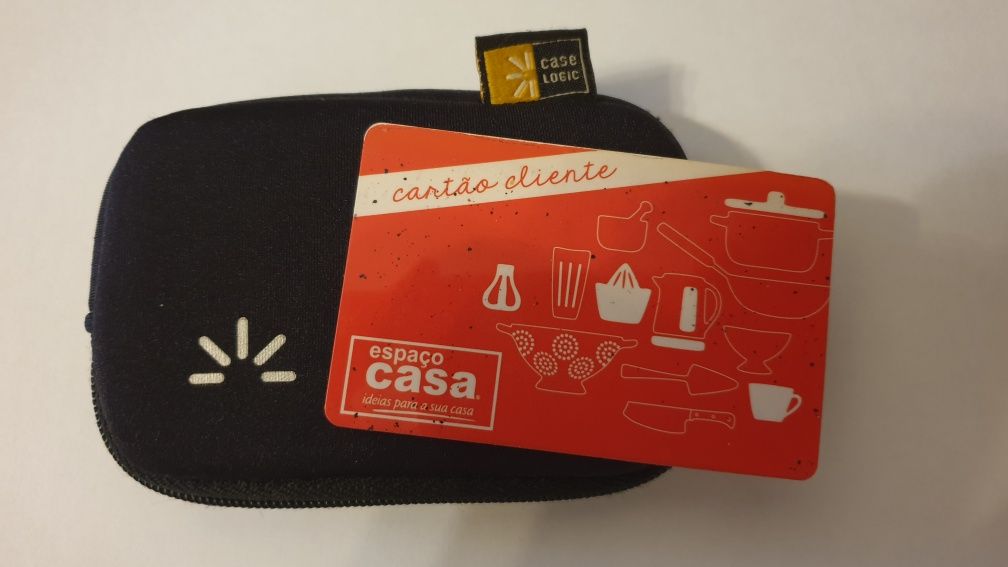 case
LOGIC
cartão cliente
espaço
casa®
ideias para a sua casa